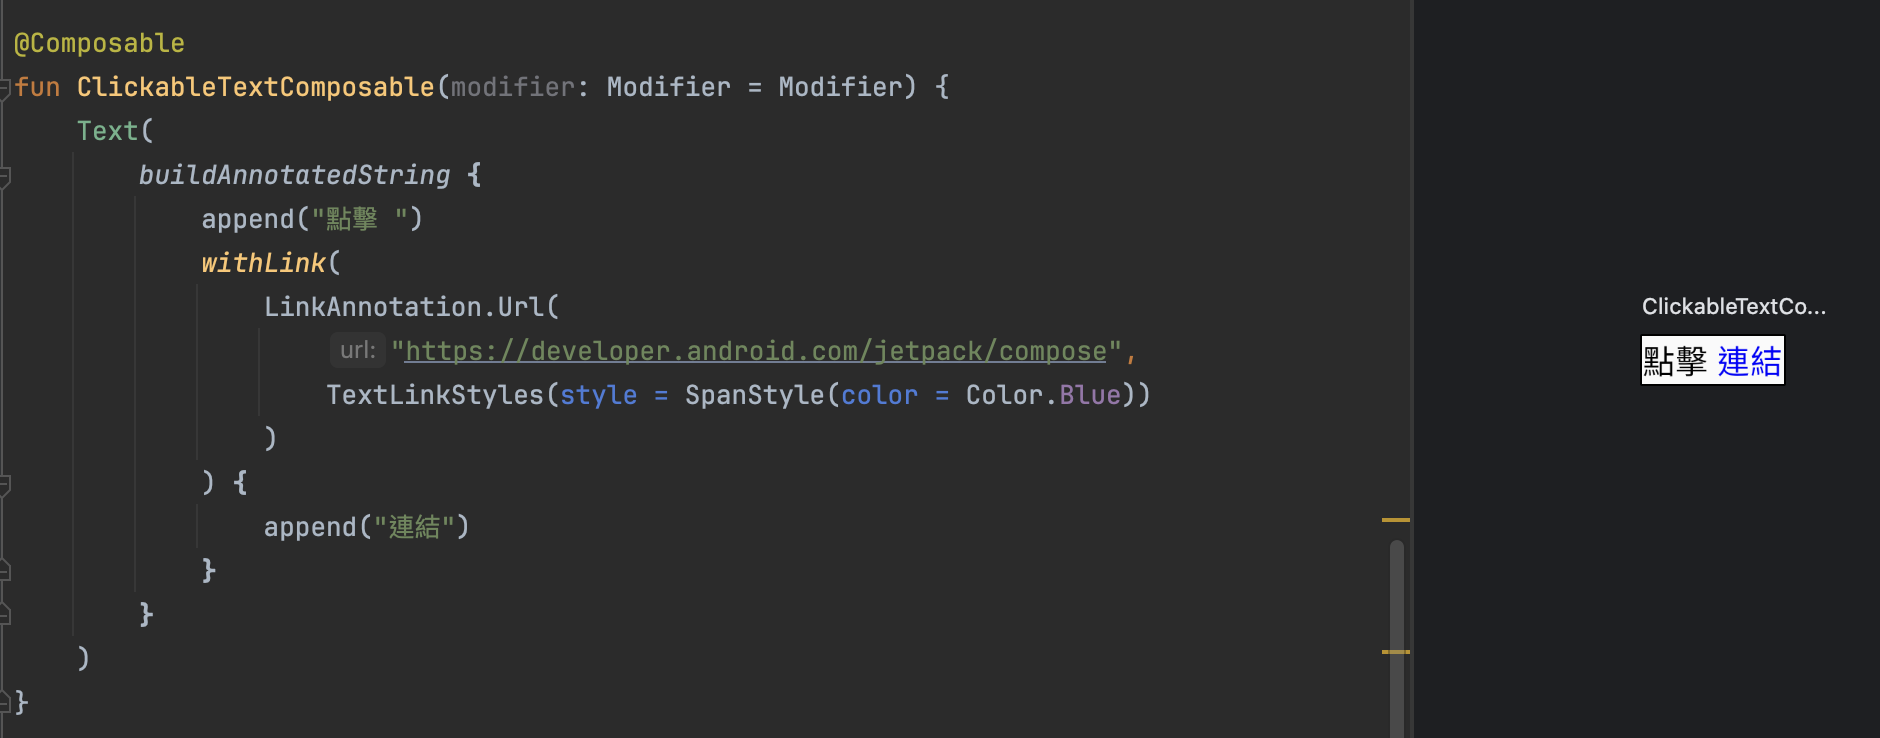 @Composable
fun ClickableTextComposable(modifier: Modifier = Modifier) {
    Text(
        buildAnnotatedString {
            append("點擊 ")
            withLink(
                LinkAnnotation.Url(
                    url: "https://developer.android.com/jetpack/compose",
                    TextLinkStyles(style = SpanStyle(color = Color.Blue))
                )
            ) {
                append("連結")
            }
        }
    )
}
ClickableTextCo...
點擊 連結